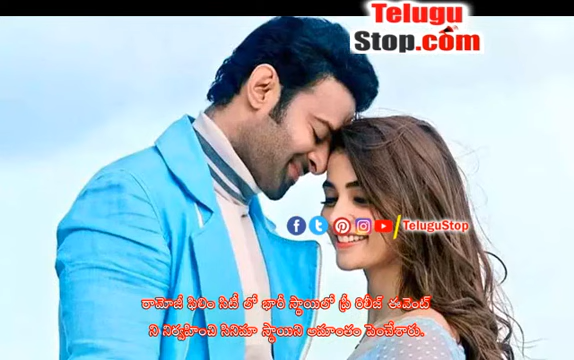 Telugu
Stop.com
TeluguStop
రామోజీ ఫిలిం సిటీ లో భారీ స్థాయిలో ప్రీ రిలీజ్ ఈవెంట్
ని నిర్వహించి సినిమా స్థాయిని అమాంతం పెంచేశారు.